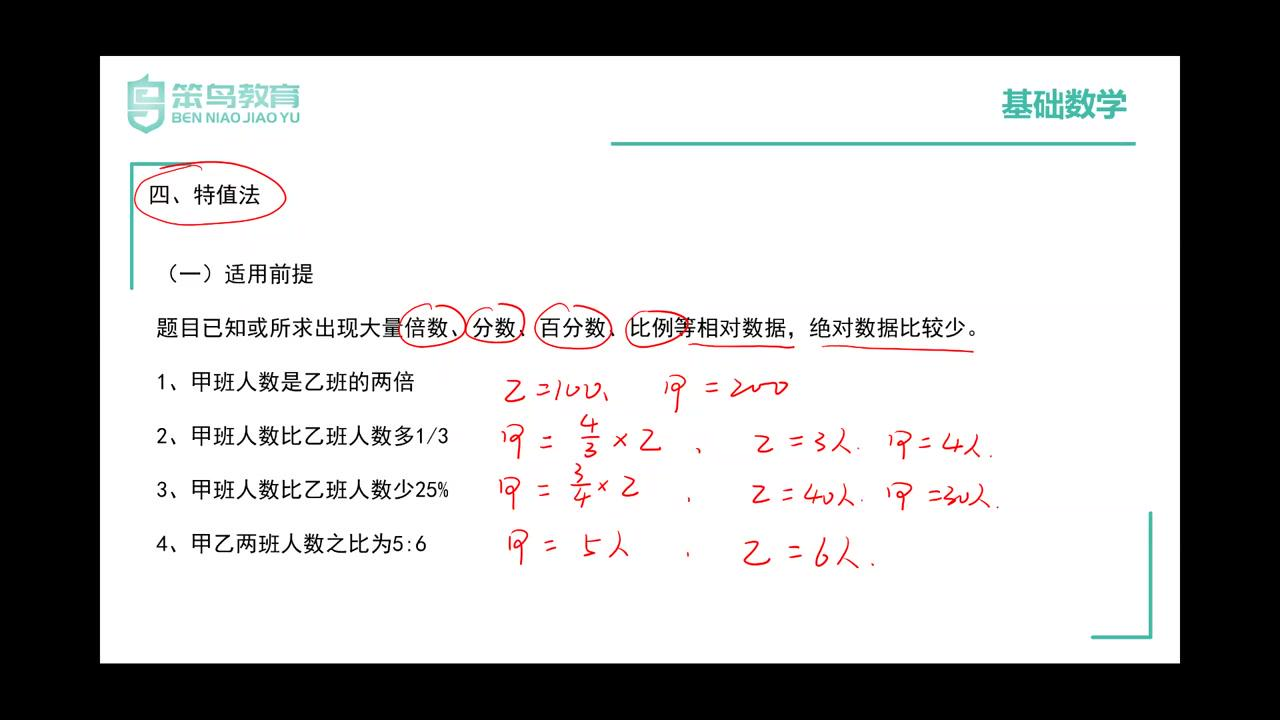 笨鸟教育
BEN NIAO JIAO YU
基础数学
四、特值法
（一）适用前提
题目已知或所求出现大量倍数、分数、百分数、比例等相对数据，绝对数据比较少。
1、甲班人数是乙班的两倍 乙=100、 甲=200
2、甲班人数比乙班人数多1/3 甲=4/3×乙、 乙=3人. 甲=4人.
3、甲班人数比乙班人数少25% 甲=3/4×乙. 乙=40人. 甲=30人.
4、甲乙两班人数之比为5:6 甲=5人. 乙=6人.